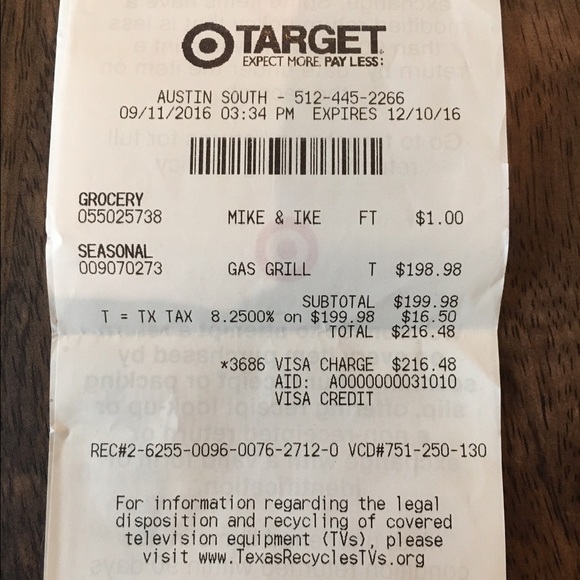 TARGET
EXPECT MORE. PAY LESS.
AUSTIN SOUTH - 512-445-2266
09/11/2016 03:34 PM EXPIRES 12/10/16
GROCERY
055025738 MIKE & IKE FT $1.00
SEASONAL
009070273 GAS GRILL T $198.98
SUBTOTAL $199.98
T = TX TAX 8.2500% on $199.98 $16.50
TOTAL $216.48
*3686 VISA CHARGE $216.48
AID: A0000000031010
VISA CREDIT
REC#2-6255-0096-0076-2712-0 VCD#751-250-130
For information regarding the legal
disposition and recycling of covered
television equipment (TVs), please
visit www.TexasRecyclesTVs.org